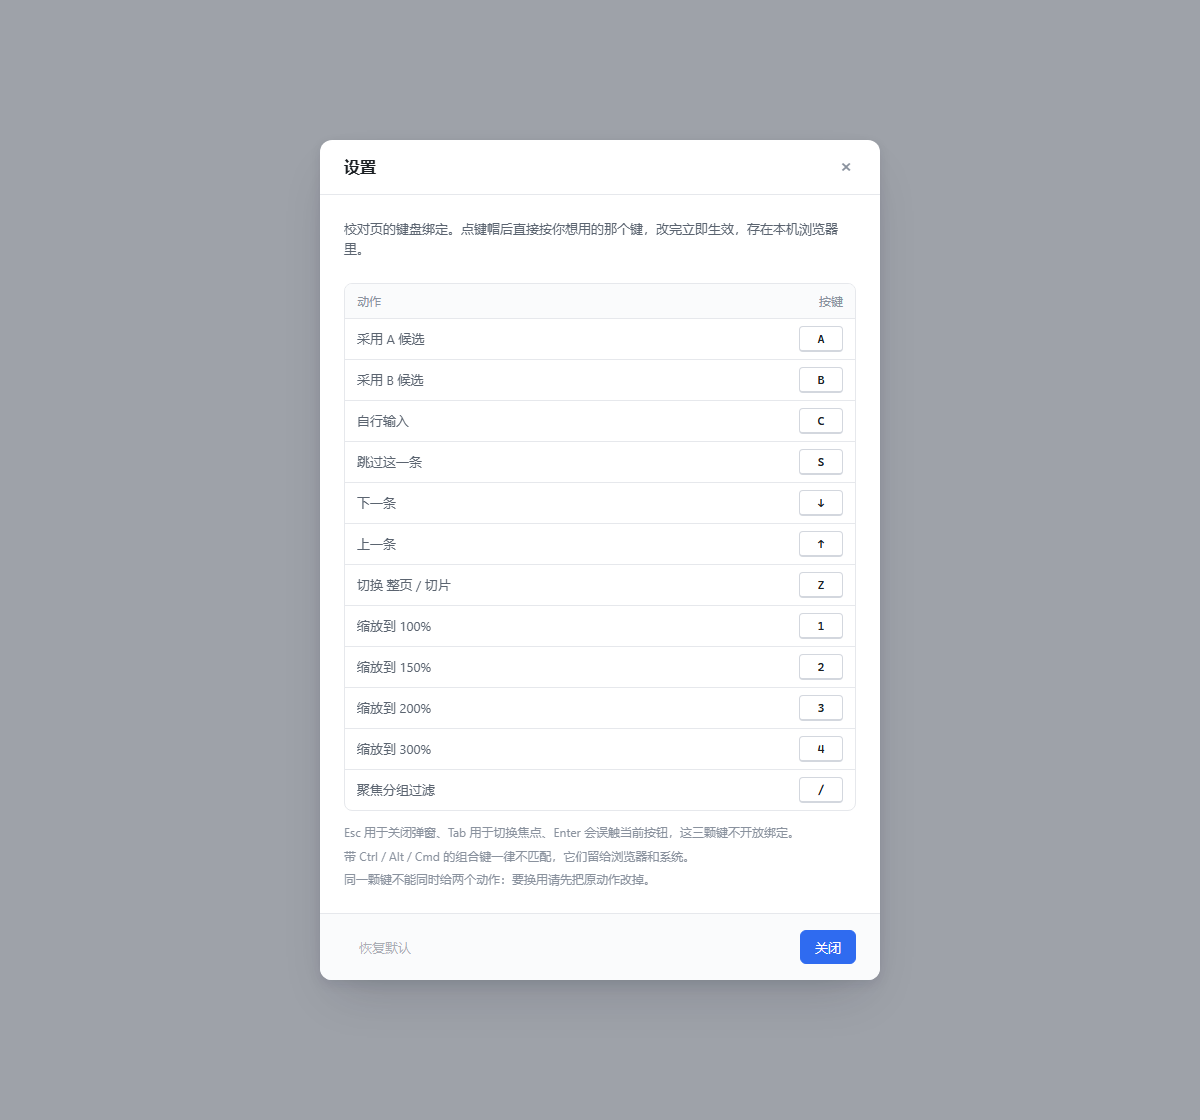 设置
×
校对页的键盘绑定。点键帽后直接按你想用的那个键，改完立即生效，存在本机浏览器
里。
动作 按键
采用 A 候选 A
采用 B 候选 B
自行输入 C
跳过这一条 S
下一条 ↓
上一条 ↑
切换 整页 / 切片 Z
缩放到 100% 1
缩放到 150% 2
缩放到 200% 3
缩放到 300% 4
聚焦分组过滤 /
Esc 用于关闭弹窗、Tab 用于切换焦点、Enter 会误触当前按钮，这三颗键不开放绑定。
带 Ctrl / Alt / Cmd 的组合键一律不匹配，它们留给浏览器和系统。
同一颗键不能同时给两个动作：要换用请先把原动作改掉。
恢复默认 关闭